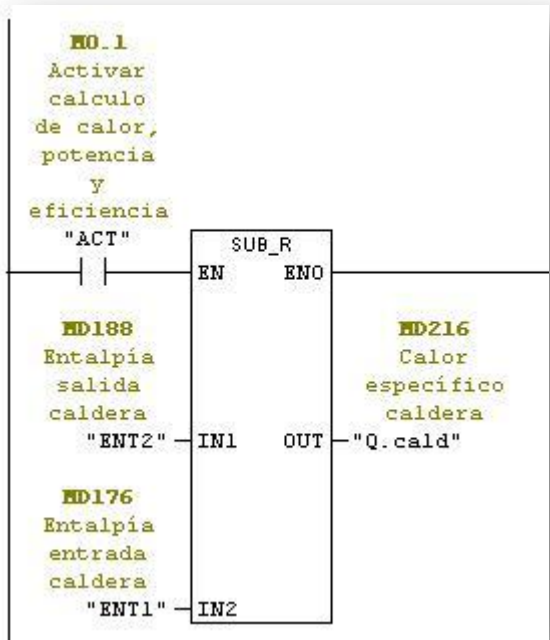 M0.1
Activar
calculo
de calor,
potencia
y
eficiencia
"ACT"
SUB_R
EN ENO
MD188
Entalpía
salida
caldera
"ENT2" IN1
MD216
Calor
específico
caldera
OUT "Q.cald"
MD176
Entalpía
entrada
caldera
"ENT1" IN2